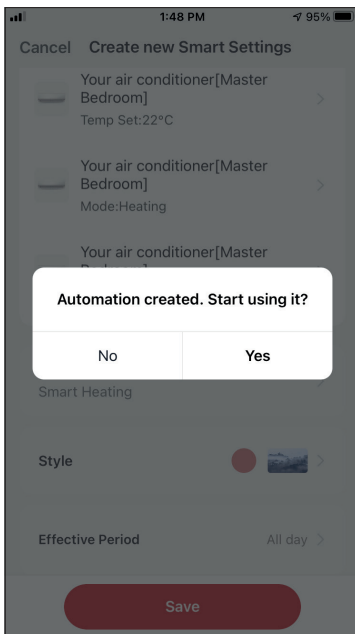 1:48 PM
95%
Cancel Create new Smart Settings
Your air conditioner[Master
Bedroom]
Temp Set:22°C
Your air conditioner[Master
Bedroom]
Mode:Heating
Your air conditioner[Master
Automation created. Start using it?
No Yes
Smart Heating
Style
Effective Period All day
Save